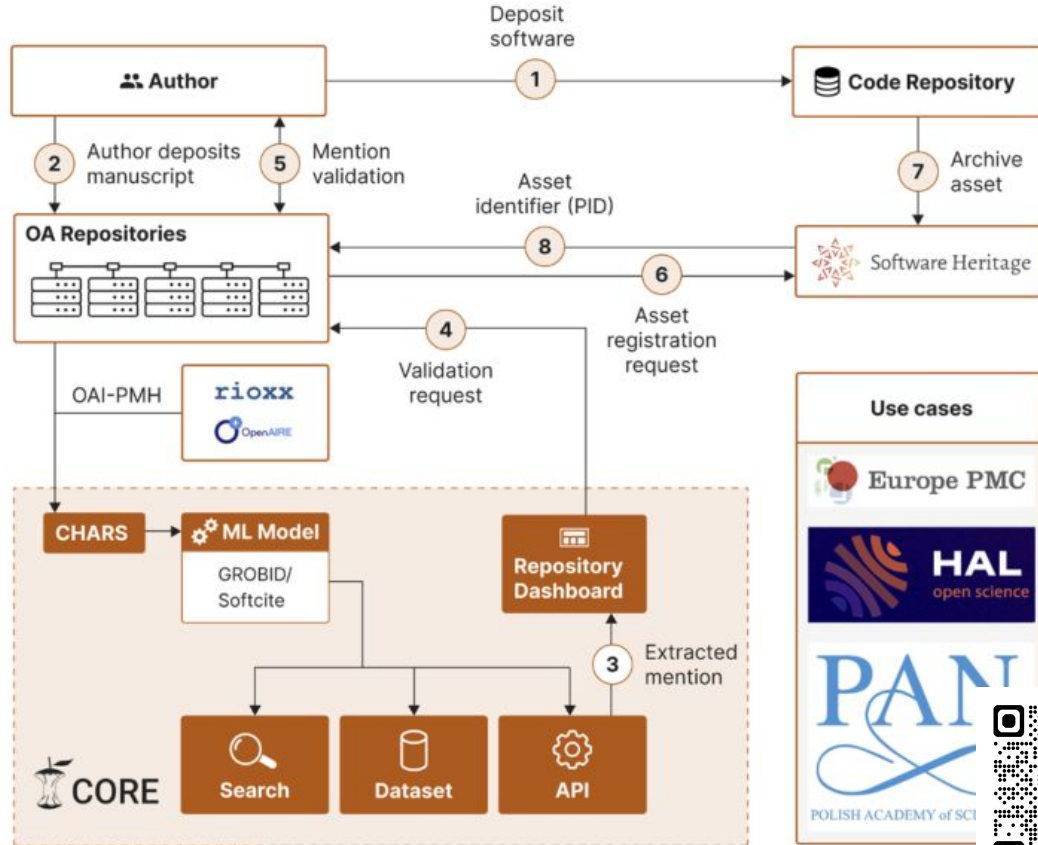 Deposit
software
1
Author
Code Repository
2
Author deposits
manuscript
5
Mention
validation
7
Archive
asset
Asset
identifier (PID)
8
OA Repositories
Software Heritage
6
Asset
registration
request
4
Validation
request
OAI-PMH
rioxx
OpenAIRE
Use cases
Europe PMC
HAL
open science
PAN
POLISH ACADEMY of
CHARS
ML Model
GROBID/
Softcite
Repository
Dashboard
3
Extracted
mention
Search
Dataset
API
CORE